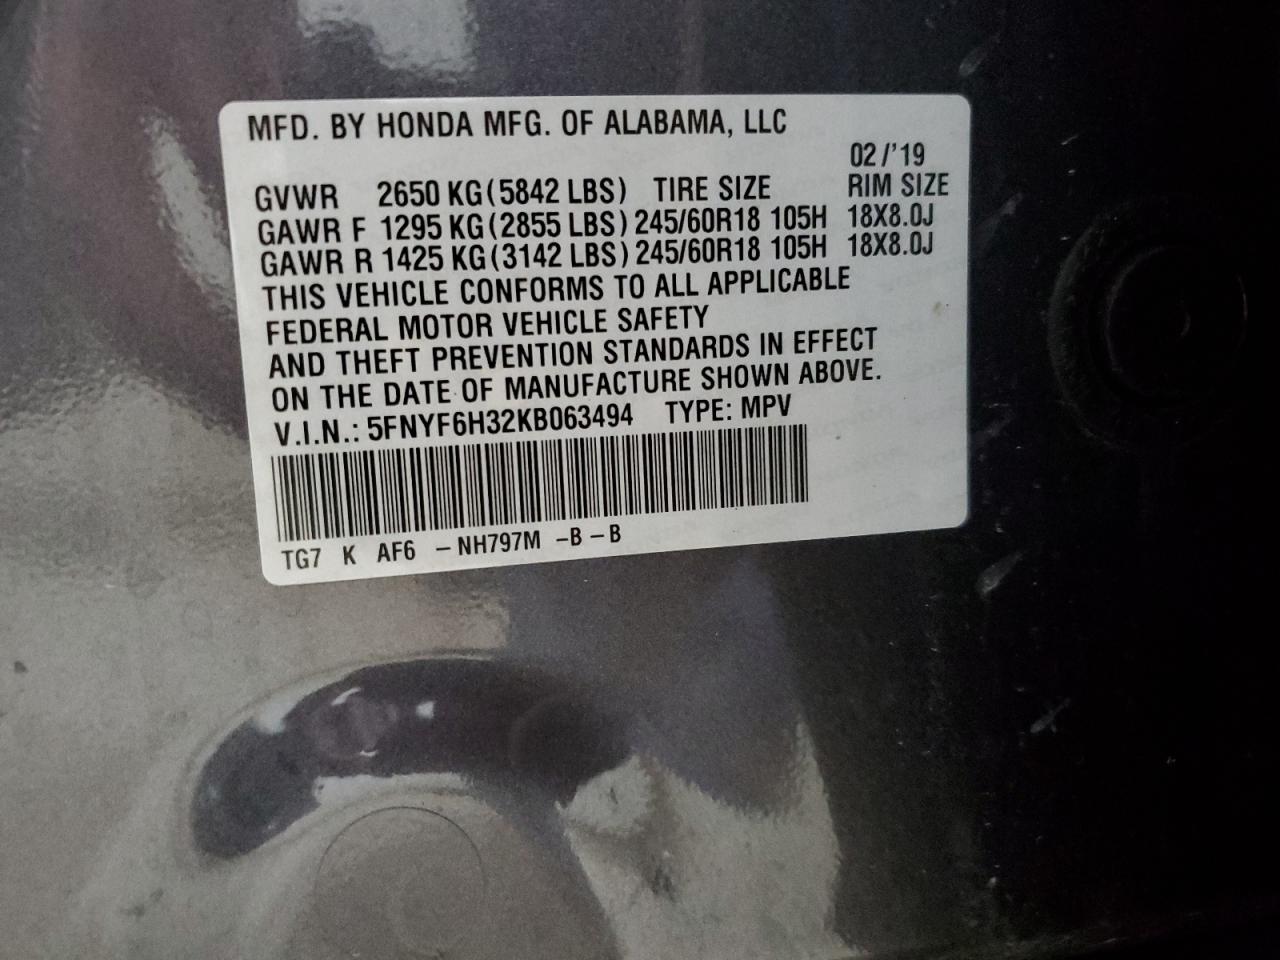 MFD. BY HONDA MFG. OF ALABAMA, LLC
02/'19
GVWR 2650 KG(5842 LBS) TIRE SIZE RIM SIZE
GAWR F 1295 KG(2855 LBS) 245/60R18 105H 18X8.0J
GAWR R 1425 KG(3142 LBS) 245/60R18 105H 18X8.0J
THIS VEHICLE CONFORMS TO ALL APPLICABLE
FEDERAL MOTOR VEHICLE SAFETY
AND THEFT PREVENTION STANDARDS IN EFFECT
ON THE DATE OF MANUFACTURE SHOWN ABOVE.
V.I.N.: 5FNYF6H32KB063494 TYPE: MPV
TG7 K AF6 -NH797M -B-B